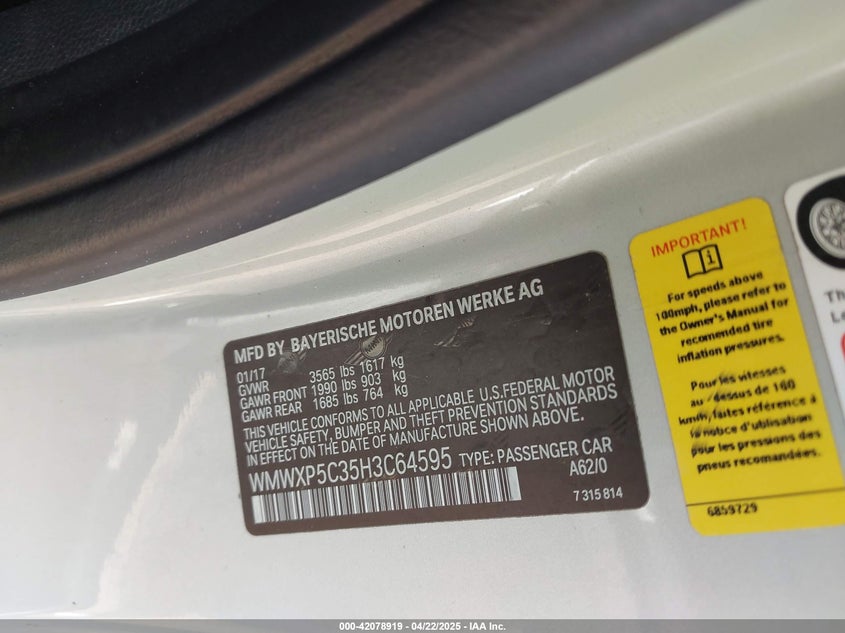 MFD BY BAYERISCHE MOTOREN WERKE AG
01/17 3565 lbs 1617 kg
GVWR
GAWR FRONT 1990 lbs 903 kg
GAWR REAR 1685 lbs 764 kg
THIS VEHICLE CONFORMS TO ALL APPLICABLE U.S.FEDERAL MOTOR
VEHICLE SAFETY, BUMPER AND THEFT PREVENTION STANDARDS
IN EFFECT ON THE DATE OF MANUFACTURE SHOWN ABOVE.
WMWXP5C35H3C64595 TYPE: PASSENGER CAR
A62/0
7 315 814
IMPORTANT!
For speeds above
100mph, please refer to
the Owner's Manual for
recomended tire
inflation pressures.
Pour les vitesses
au-dessus de 160
km/h, faites référence à
la notice d'utilisation
pour les pressions des
pneus recomandées.
6859729
000-42078919 - 04/22/2025 - IAA Inc.